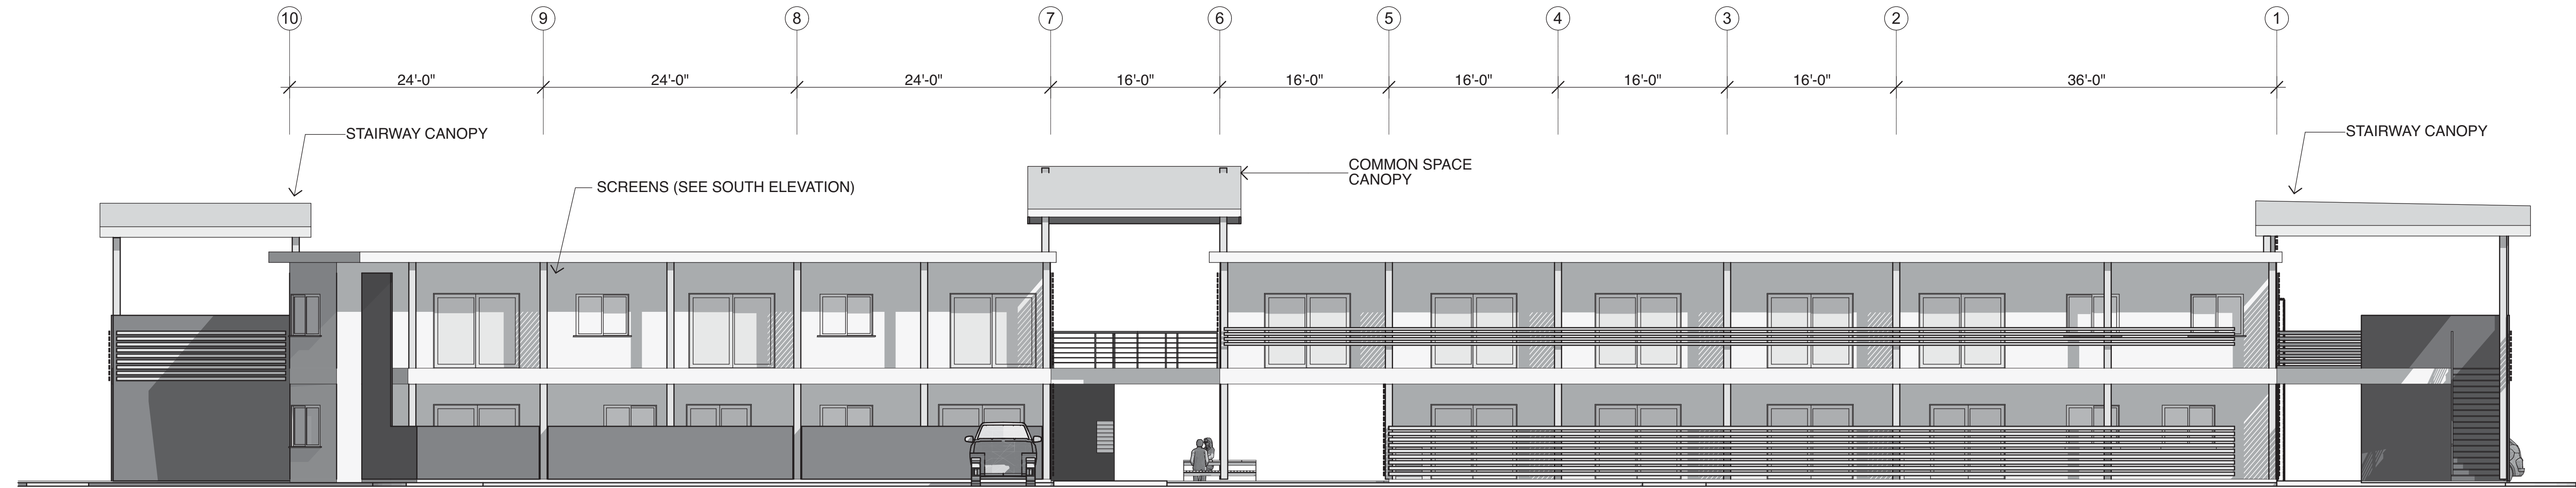 10 9 8 7 6 5 4 3 2 1
24'-0" 24'-0" 24'-0" 16'-0" 16'-0" 16'-0" 16'-0" 16'-0" 36'-0"
STAIRWAY CANOPY
STAIRWAY CANOPY
COMMON SPACE
CANOPY
SCREENS (SEE SOUTH ELEVATION)